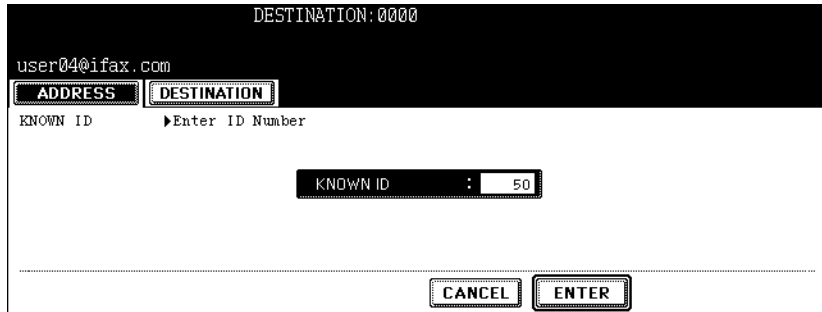 DESTINATION:0000
user04@ifax.com
ADDRESS DESTINATION
KNOWN ID ▶Enter ID Number
KNOWN ID : 50
CANCEL ENTER